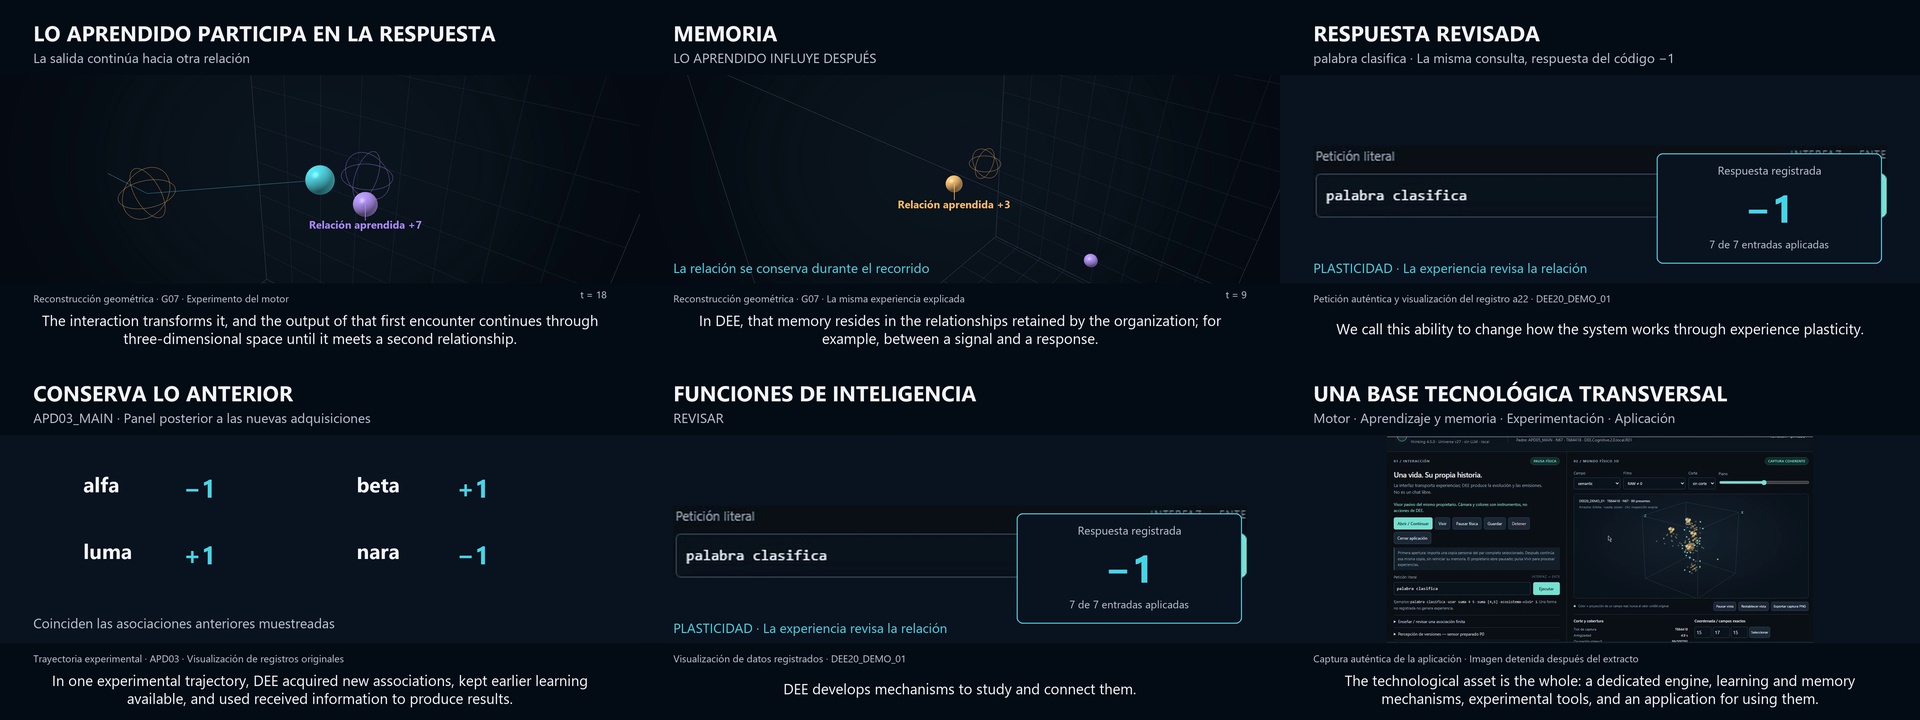 LO APRENDIDO PARTICIPA EN LA RESPUESTA
La salida continúa hacia otra relación
Relación aprendida +7
Reconstrucción geométrica · G07 · Experimento del motor
t = 18
The interaction transforms it, and the output of that first encounter continues through
three-dimensional space until it meets a second relationship.
MEMORIA
LO APRENDIDO INFLUYE DESPUÉS
Relación aprendida +3
La relación se conserva durante el recorrido
Reconstrucción geométrica · G07 · La misma experiencia explicada
t = 9
In DEE, that memory resides in the relationships retained by the organization; for
example, between a signal and a response.
RESPUESTA REVISADA
palabra clasifica · La misma consulta, respuesta del código −1
Petición literal
palabra clasifica
Respuesta registrada
−1
7 de 7 entradas aplicadas
PLASTICIDAD · La experiencia revisa la relación
Petición auténtica y visualización del registro a22 · DEE20_DEMO_01
We call this ability to change how the system works through experience plasticity.
CONSERVA LO ANTERIOR
APD03_MAIN · Panel posterior a las nuevas adquisiciones
alfa −1 beta +1
luma +1 nara −1
Coinciden las asociaciones anteriores muestreadas
Trayectoria experimental · APD03 · Visualización de registros originales
In one experimental trajectory, DEE acquired new associations, kept earlier learning
available, and used received information to produce results.
FUNCIONES DE INTELIGENCIA
REVISAR
Petición literal
palabra clasifica
Respuesta registrada
−1
7 de 7 entradas aplicadas
PLASTICIDAD · La experiencia revisa la relación
Visualización de datos registrados · DEE20_DEMO_01
DEE develops mechanisms to study and connect them.
UNA BASE TECNOLÓGICA TRANSVERSAL
Motor · Aprendizaje y memoria · Experimentación · Aplicación
Una vida. Su propia historia.
Abrir / Continuar Vivir Pausar física Guardar Detener
Cerrar aplicación
Petición literal
palabra clasifica
Ejecutar
Captura auténtica de la aplicación · Imagen detenida después del extracto
The technological asset is the whole: a dedicated engine, learning and memory
mechanisms, experimental tools, and an application for using them.